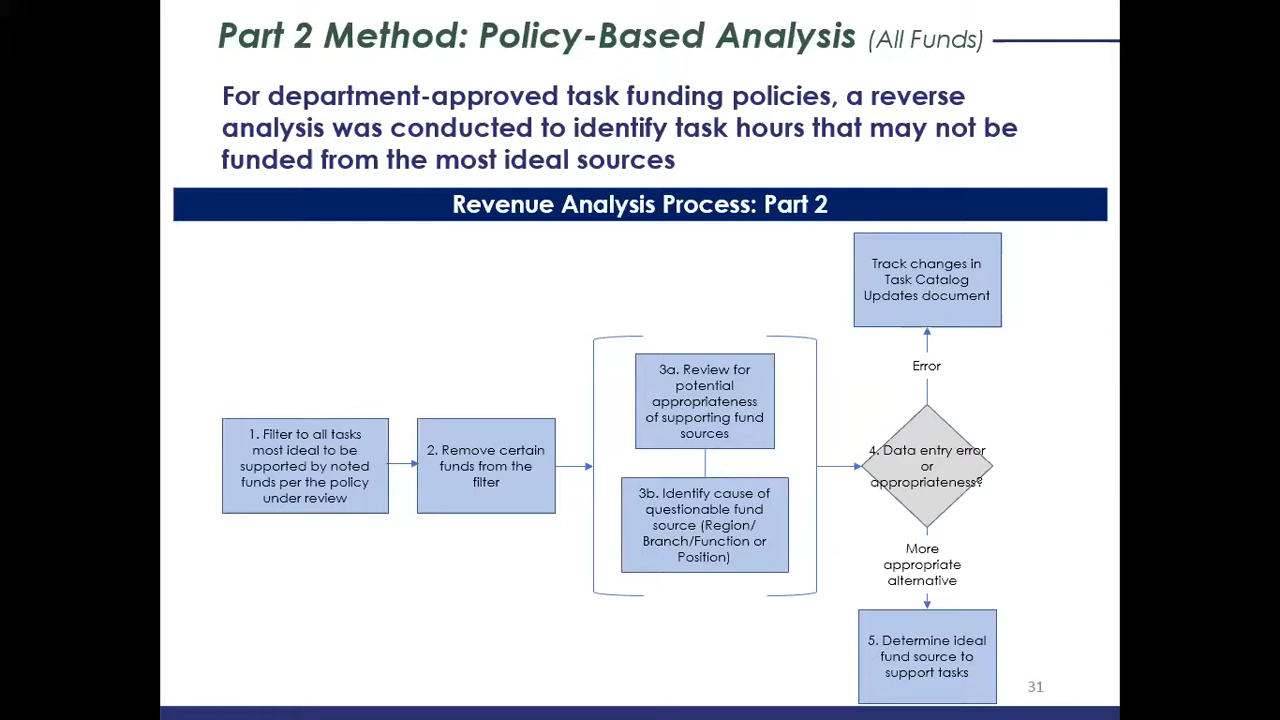 Part 2 Method: Policy-Based Analysis (All Funds)
For department-approved task funding policies, a reverse
analysis was conducted to identify task hours that may not be
funded from the most ideal sources
Revenue Analysis Process: Part 2
1. Filter to all tasks
most ideal to be
supported by noted
funds per the policy
under review
2. Remove certain
funds from the
filter
3a. Review for
potential
appropriateness
of supporting fund
sources
3b. Identify cause of
questionable fund
source (Region/
Branch/Function or
Position)
4. Data entry error
or
appropriateness?
Error
Track changes in
Task Catalog
Updates document
More
appropriate
alternative
5. Determine ideal
fund source to
support tasks
31